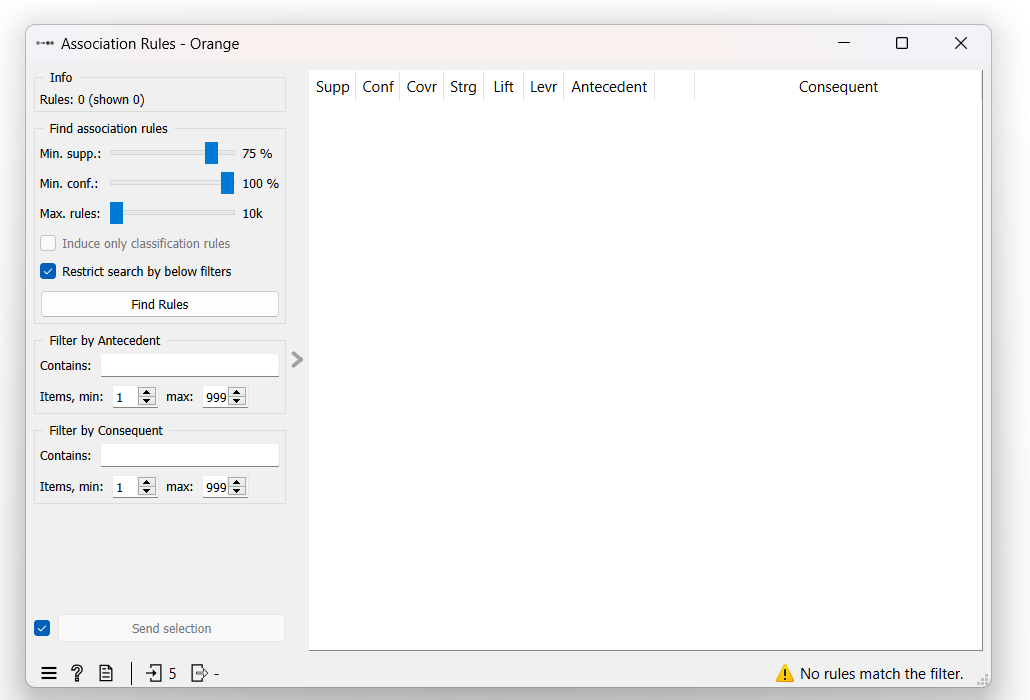 Association Rules - Orange
Info
Rules: 0 (shown 0)
Find association rules
Min. supp.: 75 %
Min. conf.: 100 %
Max. rules: 10k
Induce only classification rules
Restrict search by below filters
Find Rules
Filter by Antecedent
Contains:
Items, min: 1 max: 999
Filter by Consequent
Contains:
Items, min: 1 max: 999
Send selection
Supp Conf Covr Strg Lift Levr Antecedent Consequent
5 -
No rules match the filter.